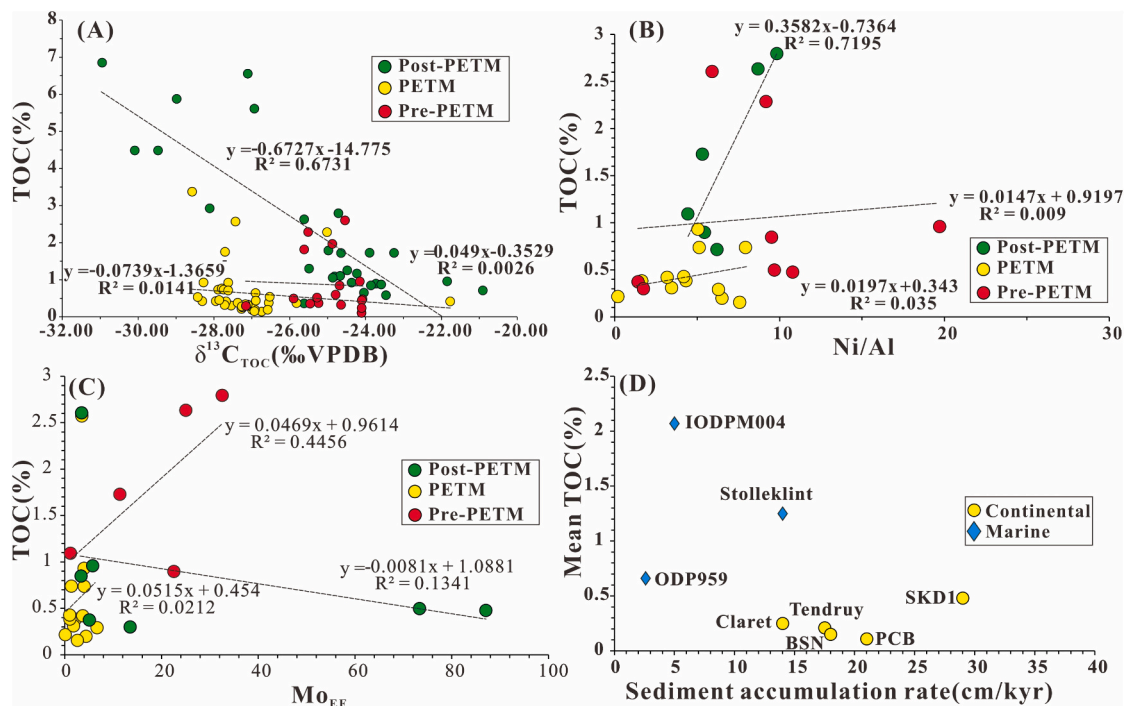 (A)
8
7
6
5
4
3
2
1
0
TOC(%)
-32.00
-30.00
-28.00
-26.00
-24.00
-22.00
-20.00
δ¹³C_TOC(‰VPDB)
Post-PETM
PETM
Pre-PETM
y=-0.6727x-14.775
R² = 0.6731
y=0.049x-0.3529
R² = 0.0026
y=-0.0739x-1.3659
R² = 0.0141
(B)
3
2.5
2
1.5
1
0.5
0
TOC(%)
0
10
20
30
Ni/Al
y=0.3582x-0.7364
R² = 0.7195
y = 0.0147x + 0.9197
R² = 0.009
Post-PETM
PETM
Pre-PETM
y=0.0197x+0.343
R² = 0.035
(C)
3
2.5
2
1.5
1
0.5
0
TOC(%)
0
20
40
60
80
100
Mo_EF
y = 0.0469x + 0.9614
R² = 0.4456
Post-PETM
PETM
Pre-PETM
y=-0.0081x + 1.0881
R² = 0.1341
y = 0.0515x + 0.454
R² = 0.0212
(D)
2.5
2
1.5
1
0.5
0
Mean TOC(%)
0
5
10
15
20
25
30
35
40
Sediment accumulation rate(cm/kyr)
IODPM004
Stolleklint
Continental
Marine
ODP959
SKD1
Claret
Tendruy
BSN
PCB